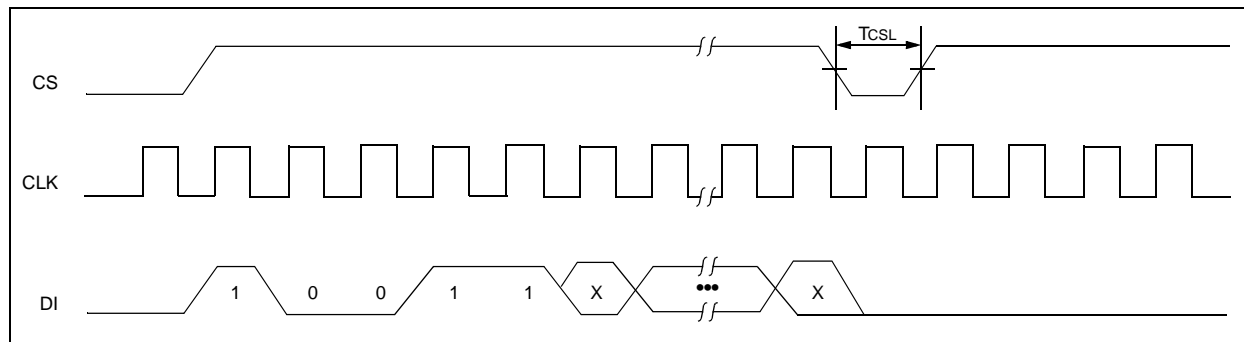 TCSL
CS
CLK
DI
1 0 0 1 1 X ••• X